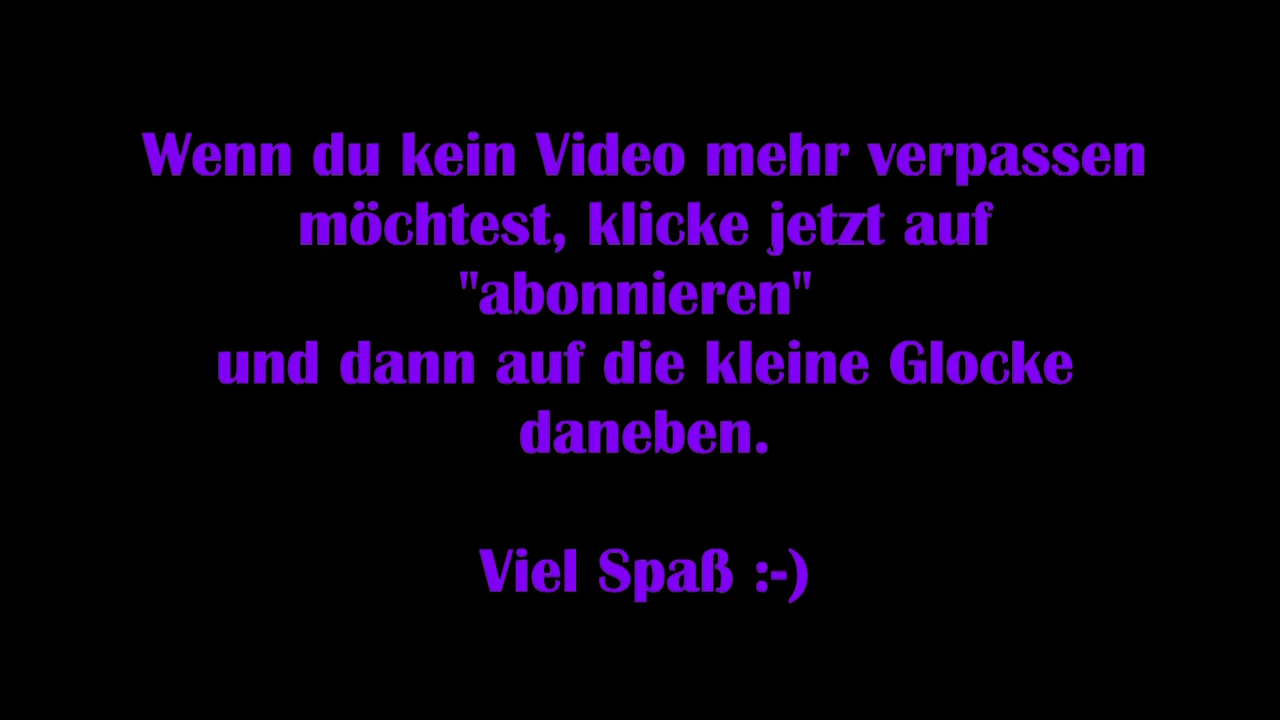 Wenn du kein Video mehr verpassen
möchtest, klicke jetzt auf
"abonnieren"
und dann auf die kleine Glocke
daneben.
Viel Spaß :-)